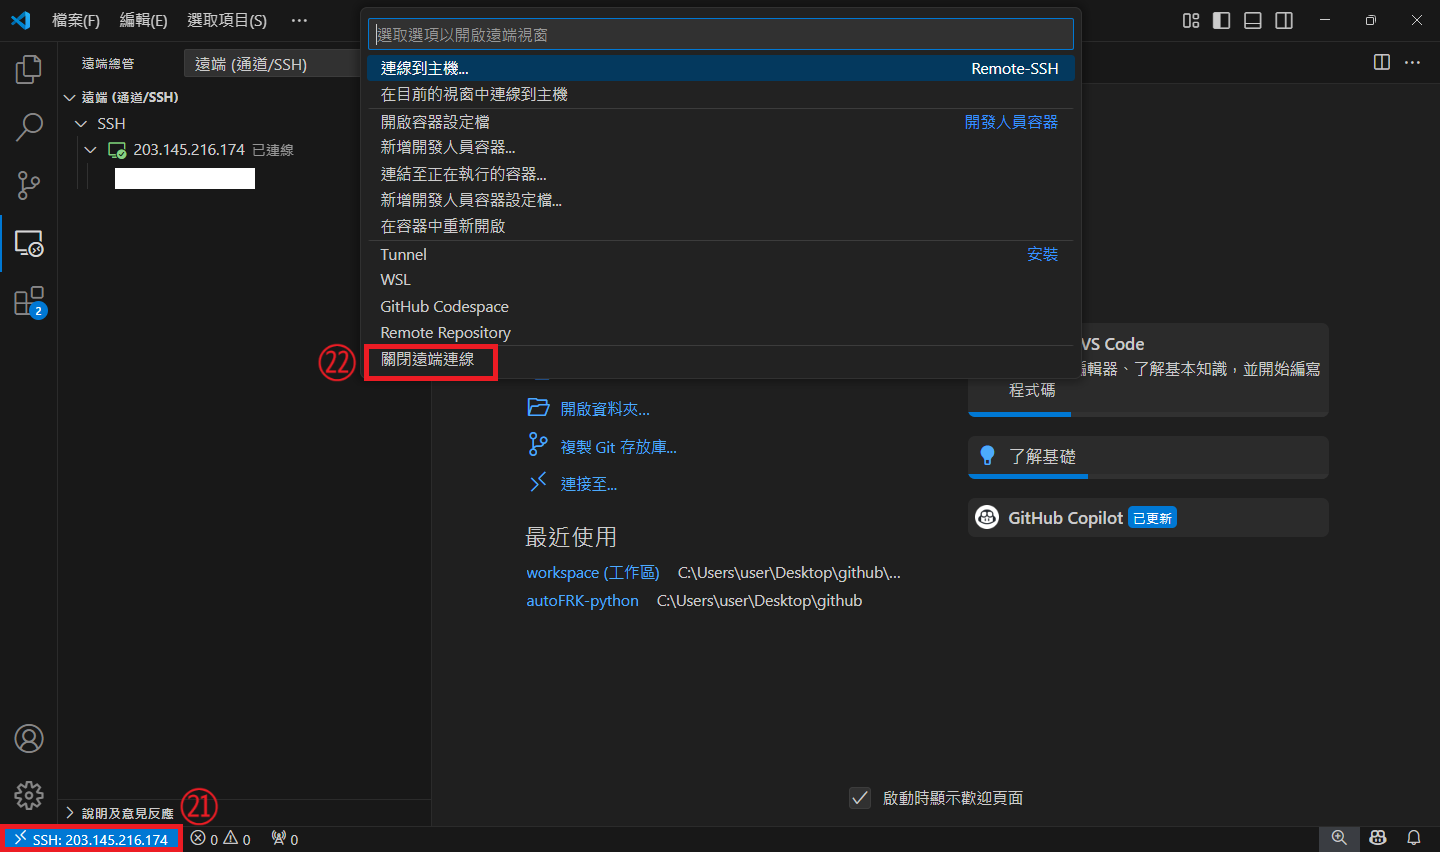 檔案(F) 編輯(E) 選取項目(S) ···
選取選項以開啟遠端視窗
連線到主機... Remote-SSH
在目前的視窗中連線到主機
開啟容器設定檔 開發人員容器
新增開發人員容器...
連結至正在執行的容器...
新增開發人員容器設定檔...
在容器中重新開啟
Tunnel 安裝
WSL
GitHub Codespace
Remote Repository
關閉遠端連線
㉒
遠端總管 遠端 (通道/SSH)
遠端 (通道/SSH)
SSH
203.145.216.174 已連線
2
開啟資料夾...
複製 Git 存放庫...
連接至...
最近使用
workspace (工作區) C:\Users\user\Desktop\github\...
autoFRK-python C:\Users\user\Desktop\github
VS Code
編輯器、了解基本知識，並開始編寫
程式碼
了解基礎
GitHub Copilot 已更新
啟動時顯示歡迎頁面
說明及意見反應
㉑
SSH: 203.145.216.174 0 0 0